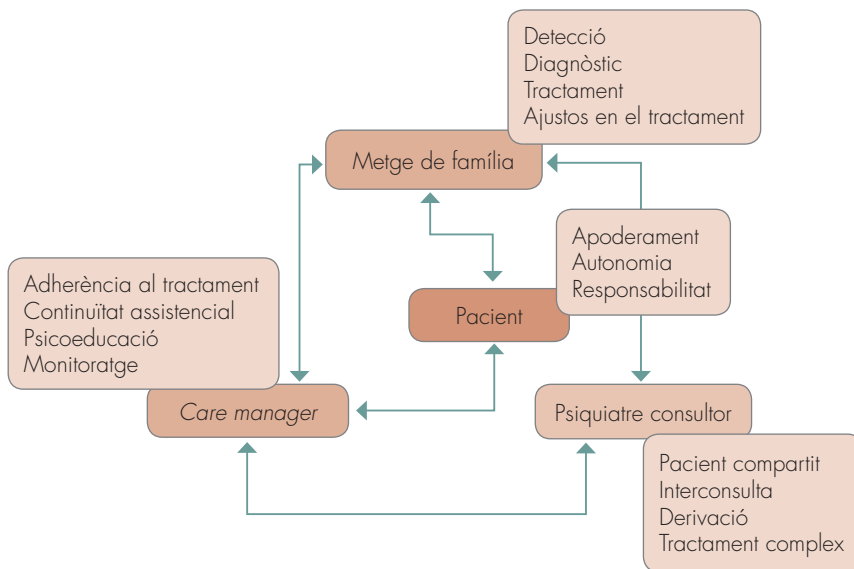 Detecció
Diagnòstic
Tractament
Ajustos en el tractament
Metge de família
Apoderament
Autonomia
Responsabilitat
Adherència al tractament
Continuïtat assistencial
Psicoeducació
Monitoratge
Pacient
Care manager
Psiquiatre consultor
Pacient compartit
Interconsulta
Derivació
Tractament complex